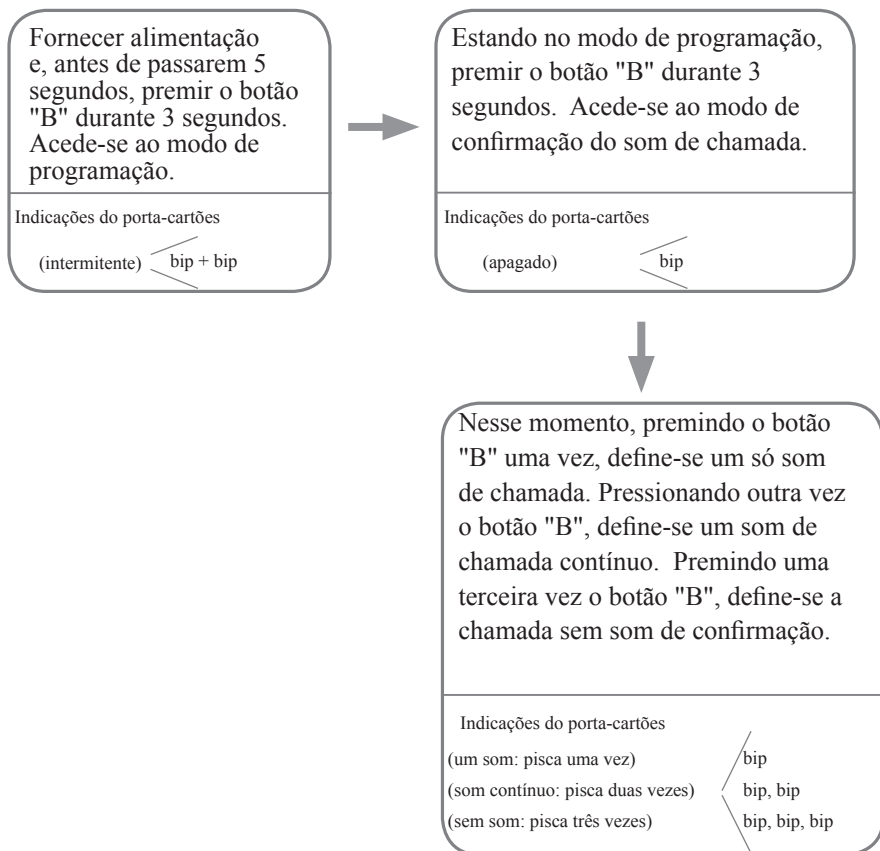 Fornecer alimentação
e, antes de passarem 5
segundos, premir o botão
"B" durante 3 segundos.
Acede-se ao modo de
programação.
Indicações do porta-cartões
(intermitente) bip + bip
Estando no modo de programação,
premir o botão "B" durante 3
segundos. Acede-se ao modo de
confirmação do som de chamada.
Indicações do porta-cartões
(apagado) bip
Nesse momento, premindo o botão
"B" uma vez, define-se um só som
de chamada. Pressionando outra vez
o botão "B", define-se um som de
chamada contínuo. Premindo uma
terceira vez o botão "B", define-se a
chamada sem som de confirmação.
Indicações do porta-cartões
(um som: pisca uma vez) bip
(som contínuo: pisca duas vezes) bip, bip
(sem som: pisca três vezes) bip, bip, bip